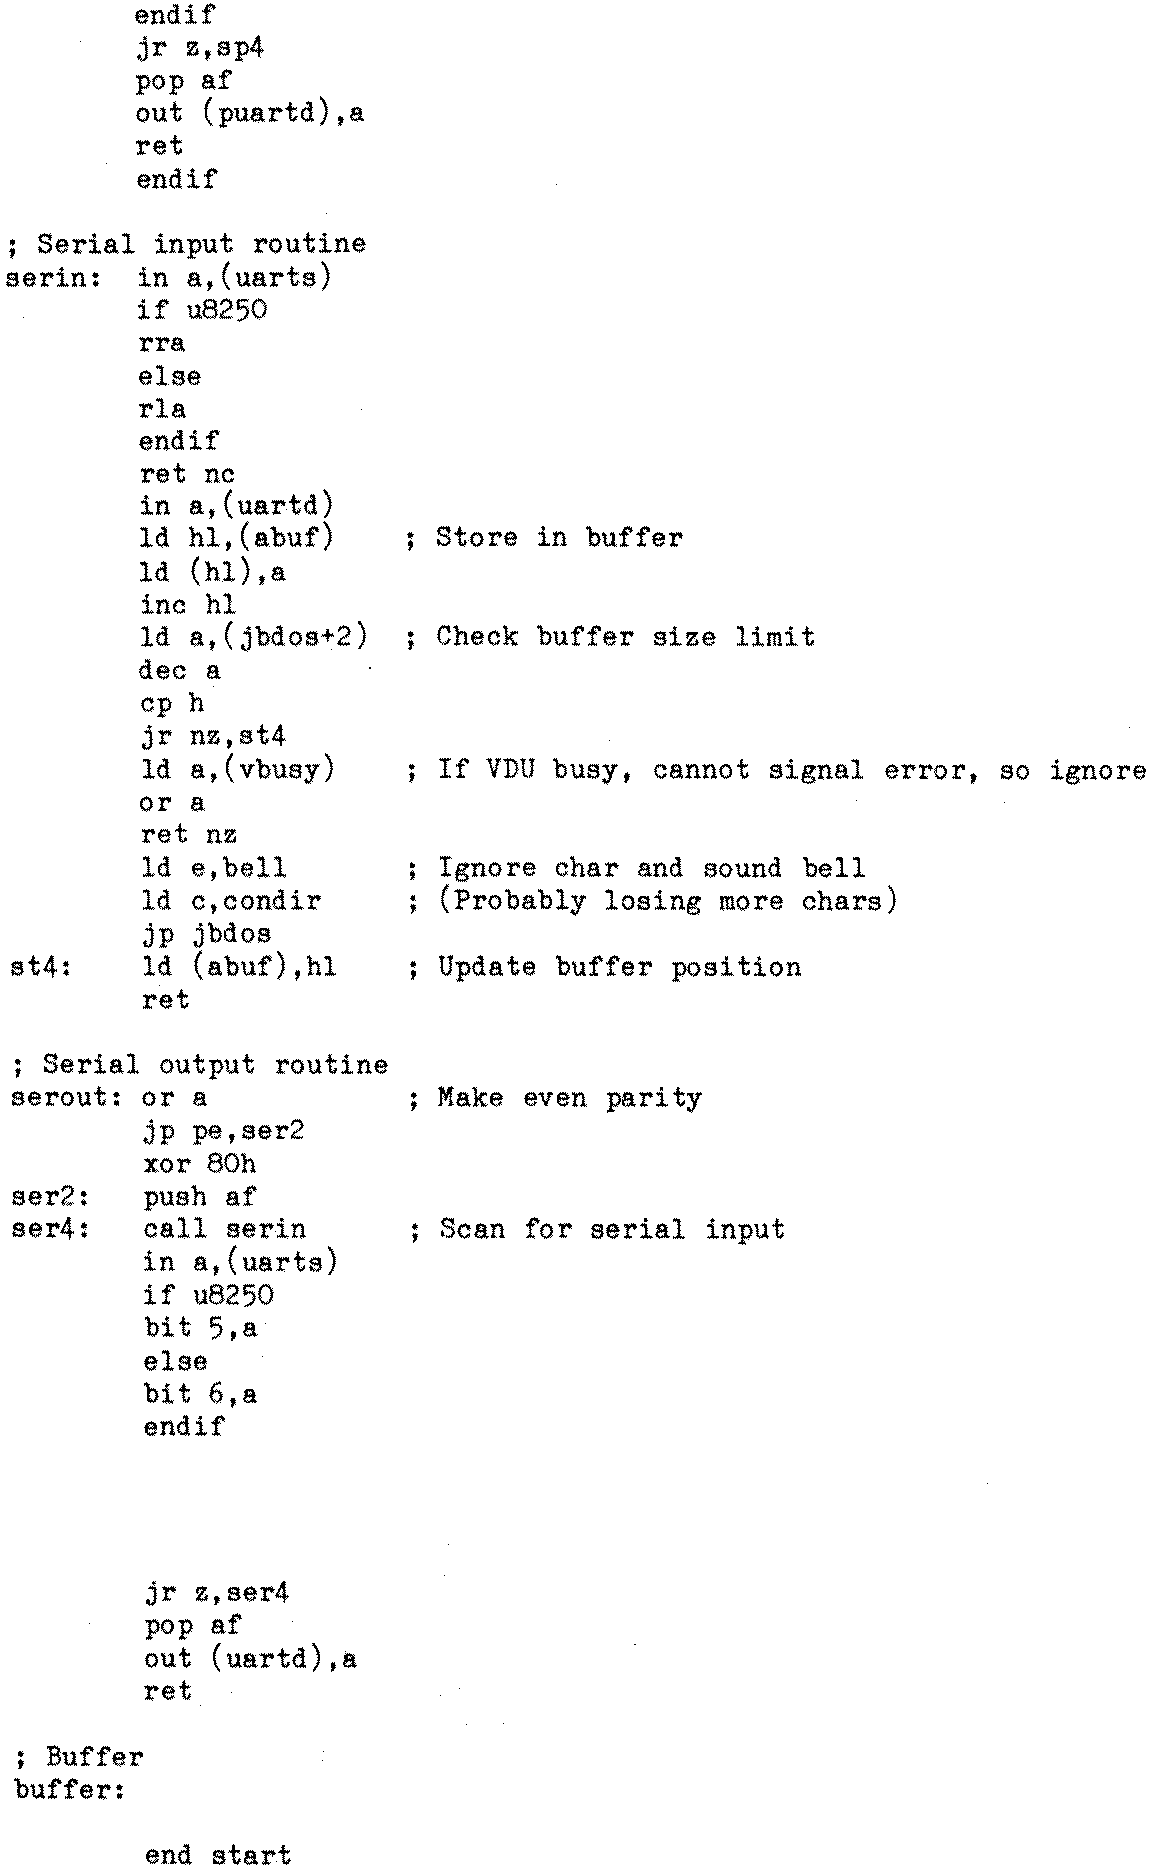 endif
jr z,sp4
pop af
out (puartd),a
ret
endif
; Serial input routine
serin: in a,(uarts)
if u8250
rra
else
rla
endif
ret nc
in a,(uartd)
ld hl,(abuf) ; Store in buffer
ld (hl),a
inc hl
ld a,(jbdos+2) ; Check buffer size limit
dec a
cp h
jr nz,st4
ld a,(vbusy) ; If VDU busy, cannot signal error, so ignore
or a
ret nz
ld e,bell ; Ignore char and sound bell
ld c,condir ; (Probably losing more chars)
jp jbdos
st4: ld (abuf),hl ; Update buffer position
ret
; Serial output routine
serout: or a ; Make even parity
jp pe,ser2
xor 80h
ser2: push af
ser4: call serin ; Scan for serial input
in a,(uarts)
if u8250
bit 5,a
else
bit 6,a
endif
jr z,ser4
pop af
out (uartd),a
ret
; Buffer
buffer:
end start